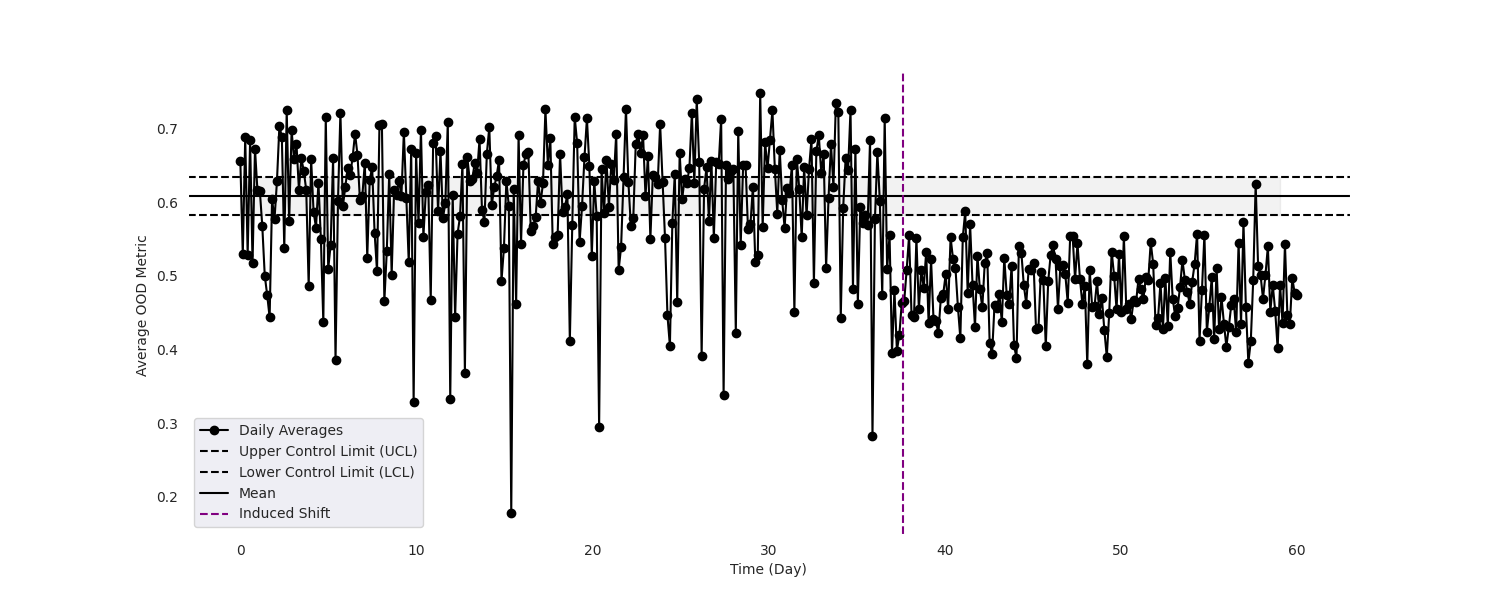 Average OOD Metric
0.7
0.6
0.5
0.4
0.3
0.2
Daily Averages
Upper Control Limit (UCL)
Lower Control Limit (LCL)
Mean
Induced Shift
0 10 20 30 40 50 60
Time (Day)